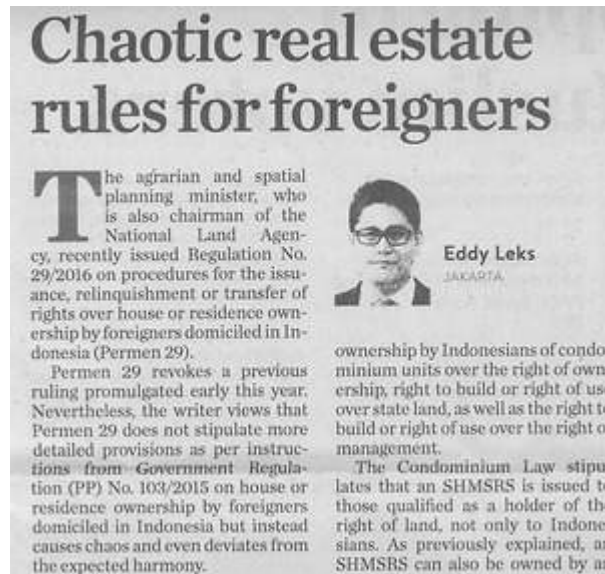 Chaotic real estate
rules for foreigners
The agrarian and spatial
planning minister, who
is also chairman of the
National Land Agen-
cy, recently issued Regulation No.
29/2016 on procedures for the issu-
ance, relinquishment or transfer of
rights over house or residence own-
ership by foreigners domiciled in In-
donesia (Permen 29).
Permen 29 revokes a previous
ruling promulgated early this year.
Nevertheless, the writer views that
Permen 29 does not stipulate more
detailed provisions as per instruc-
tions from Government Regula-
tion (PP) No. 103/2015 on house or
residence ownership by foreigners
domiciled in Indonesia but instead
causes chaos and even deviates from
the expected harmony.
Eddy Leks
JAKARTA
ownership by Indonesians of condo
minium units over the right of own
ership, right to build or right of use
over state land, as well as the right to
build or right of use over the right o
management.
The Condominium Law stipu
lates that an SHMSRS is issued t
those qualified as a holder of th
right of land, not only to Indone
sians. As previously explained, a
SHMSRS can also be owned by a